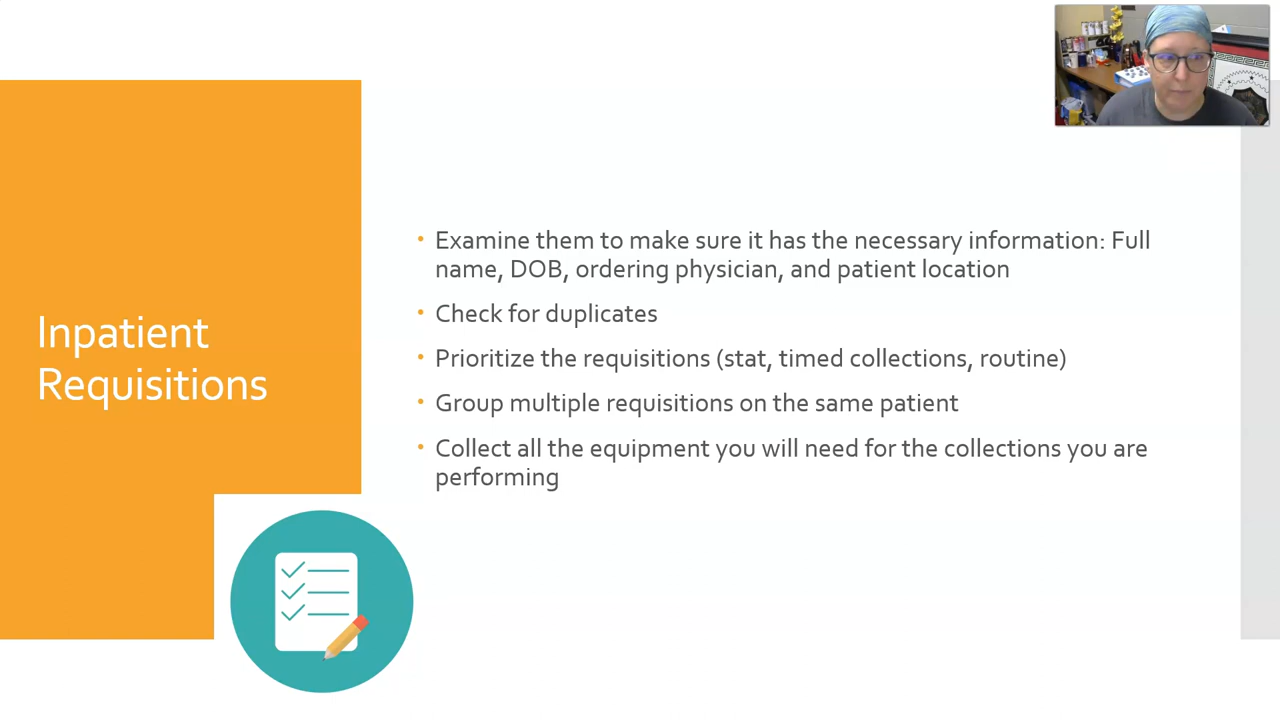 Inpatient
Requisitions
• Examine them to make sure it has the necessary information: Full
name, DOB, ordering physician, and patient location
• Check for duplicates
• Prioritize the requisitions (stat, timed collections, routine)
• Group multiple requisitions on the same patient
• Collect all the equipment you will need for the collections you are
performing